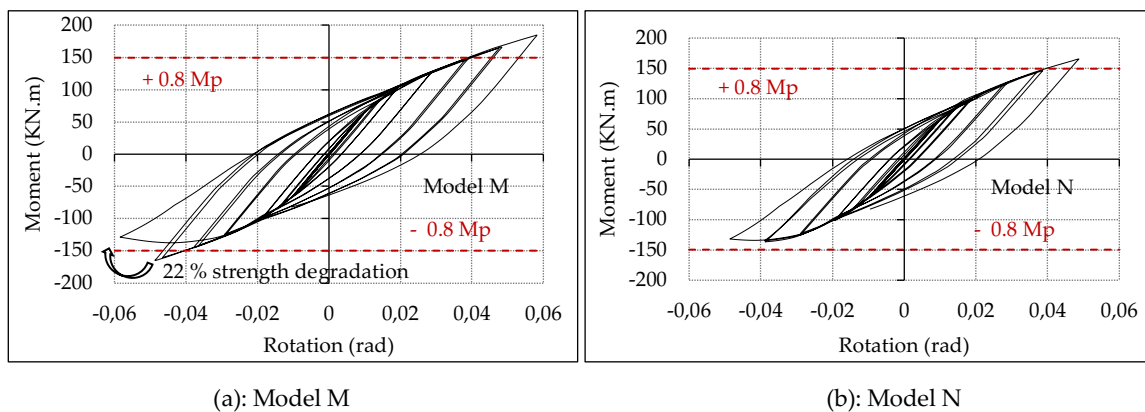 200
150
100
50
0
-50
-100
-150
-200
-0,06 -0,04 -0,02 0 0,02 0,04 0,06
Moment (KN.m)
Rotation (rad)
+ 0.8 Mp
Model M
- 0.8 Mp
22 % strength degradation
(a): Model M
200
150
100
50
0
-50
-100
-150
-200
-0,06 -0,04 -0,02 0 0,02 0,04 0,06
Moment (KN.m)
Rotation (rad)
+ 0.8 Mp
Model N
- 0.8 Mp
(b): Model N